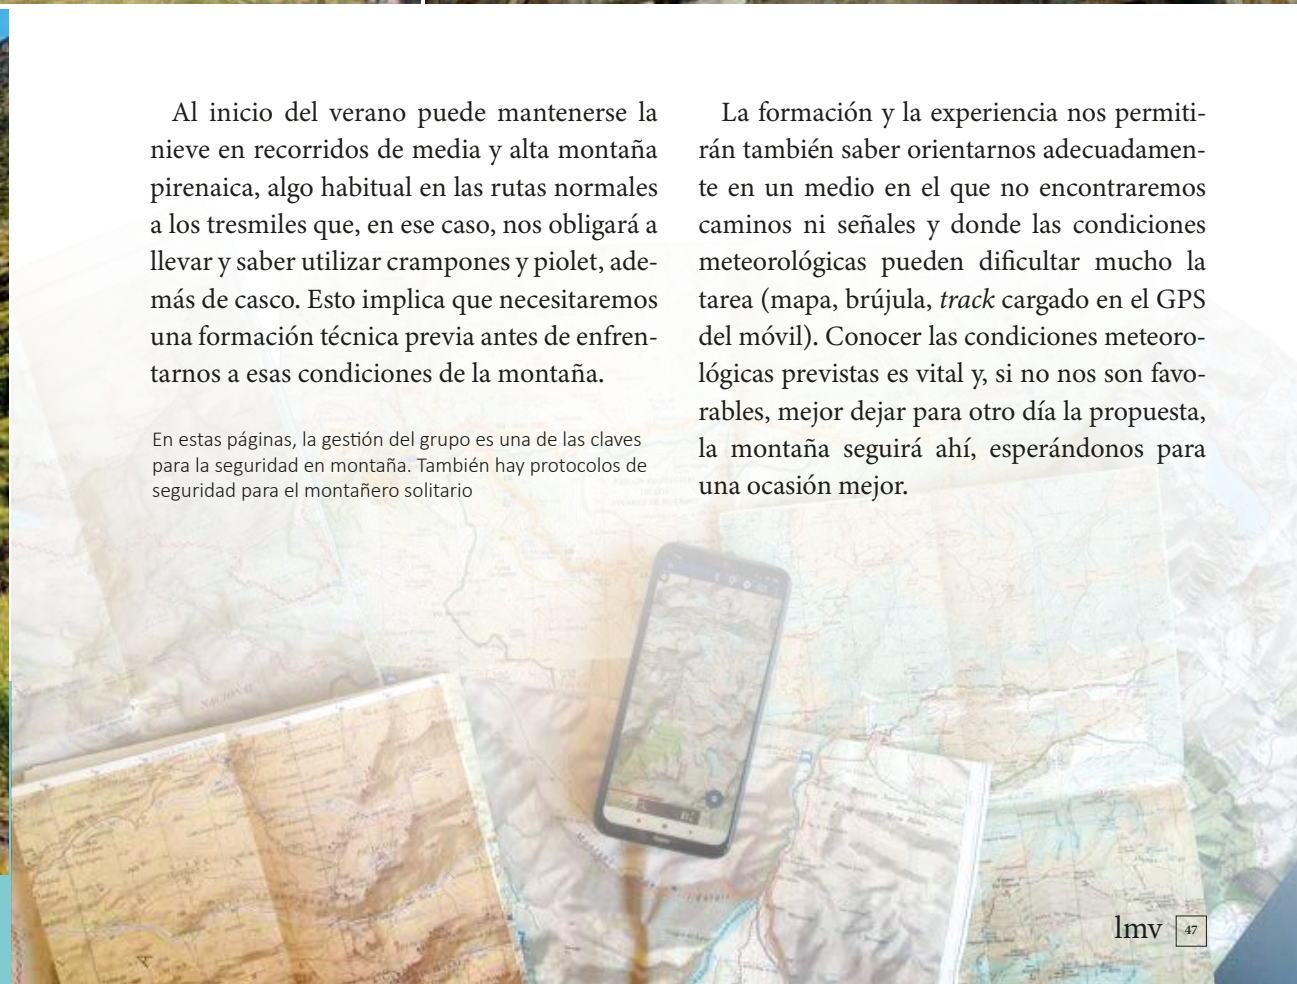 Al inicio del verano puede mantenerse la
nieve en recorridos de media y alta montaña
pirenaica, algo habitual en las rutas normales
a los tresmiles que, en ese caso, nos obligará a
llevar y saber utilizar crampones y piolet, ade-
más de casco. Esto implica que necesitaremos
una formación técnica previa antes de enfren-
tarnos a esas condiciones de la montaña.
En estas páginas, la gestión del grupo es una de las claves
para la seguridad en montaña. También hay protocolos de
seguridad para el montañero solitario
La formación y la experiencia nos permiti-
rán también saber orientarnos adecuadamen-
te en un medio en el que no encontraremos
caminos ni señales y donde las condiciones
meteorológicas pueden dificultar mucho la
tarea (mapa, brújula, track cargado en el GPS
del móvil). Conocer las condiciones meteoro-
lógicas previstas es vital y, si no nos son favo-
rables, mejor dejar para otro día la propuesta,
la montaña seguirá ahí, esperándonos para
una ocasión mejor.
NACIONAL
lmv 47